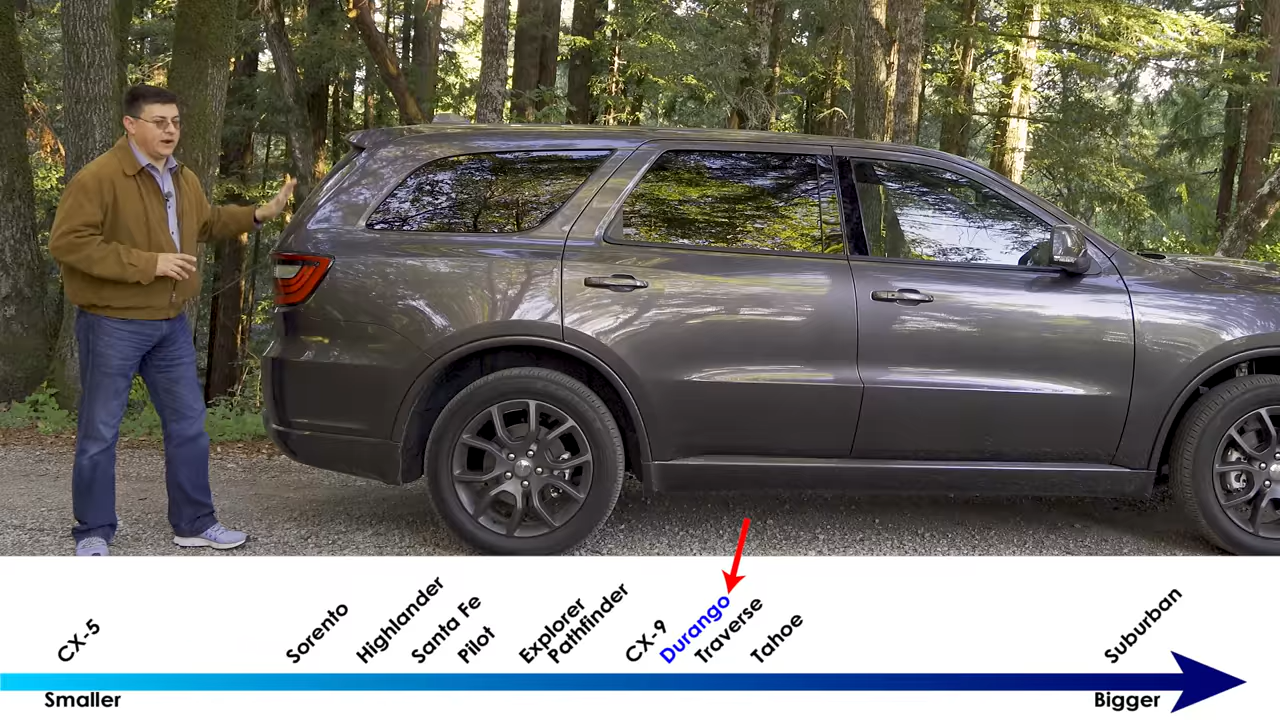 CX-5
Sorento
Highlander
Santa Fe
Pilot
Explorer
Pathfinder
CX-9
Durango
Traverse
Tahoe
Suburban
Smaller
Bigger